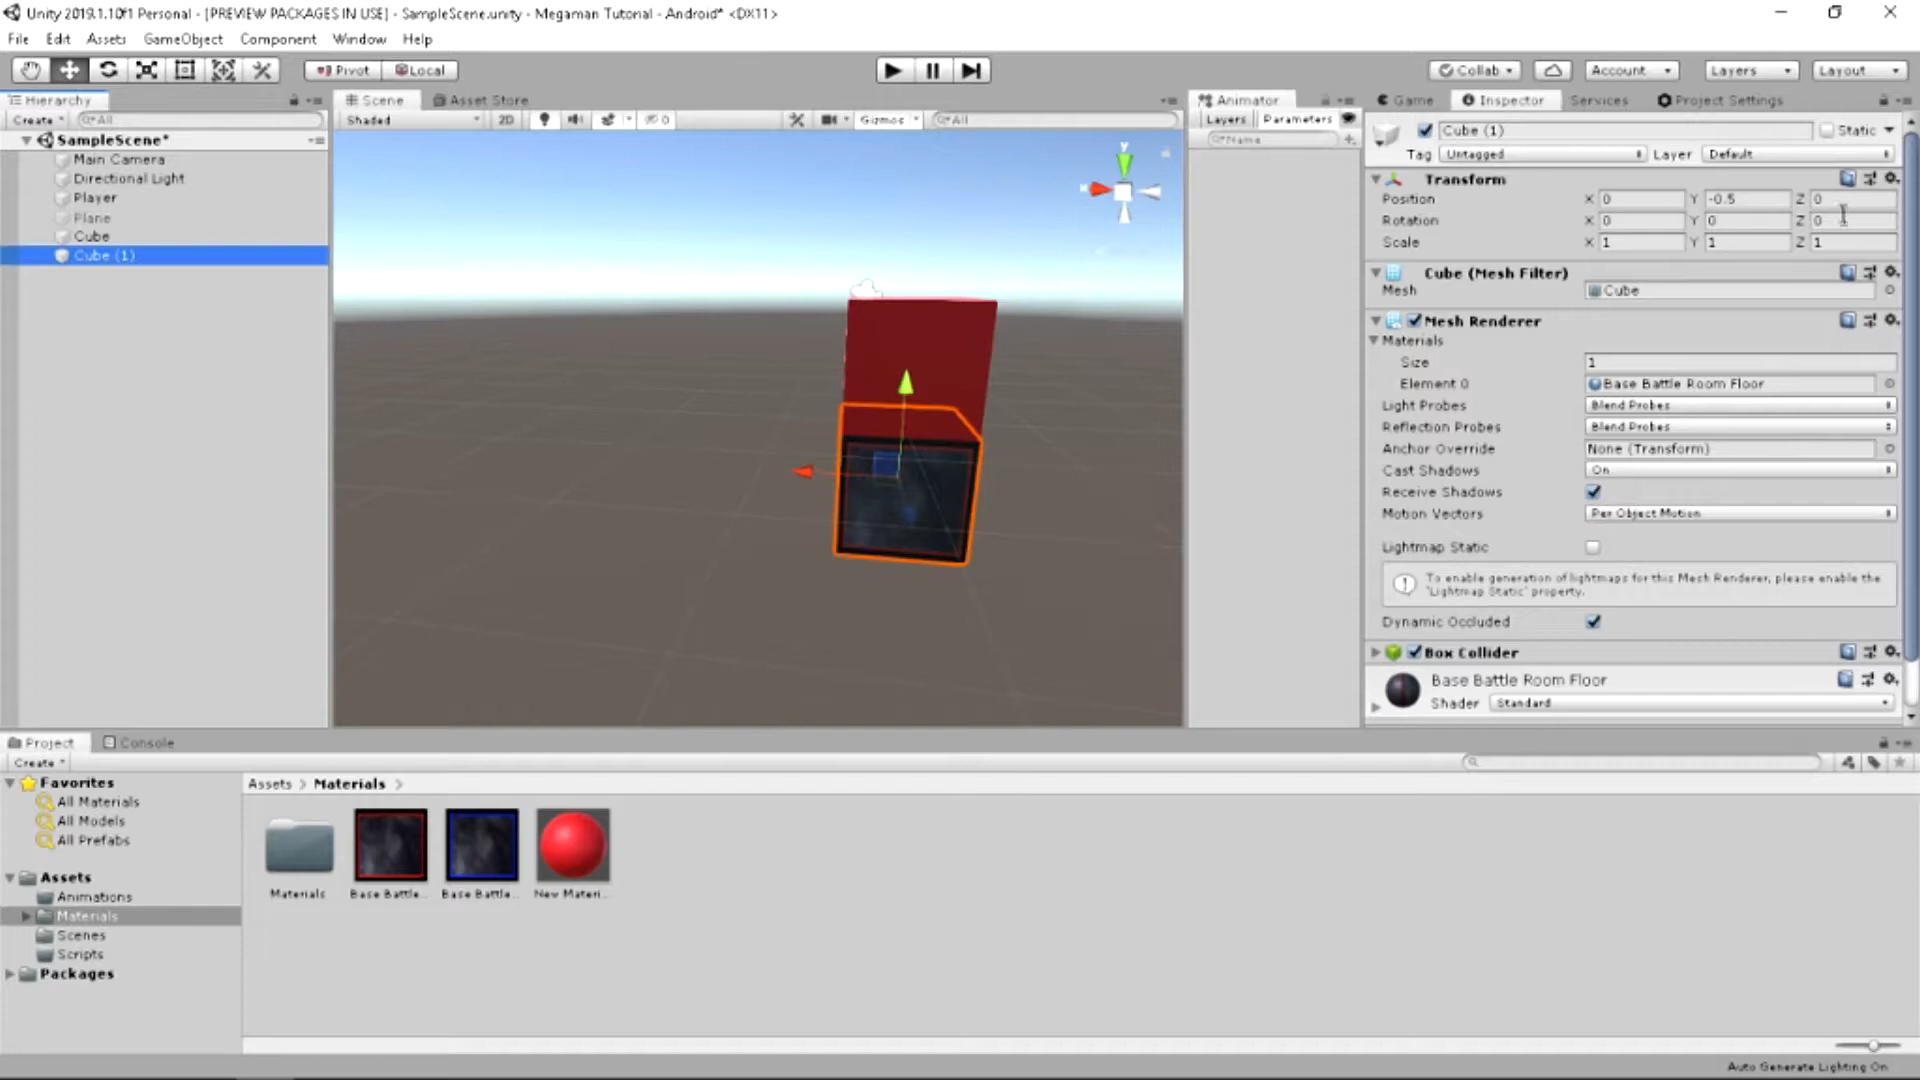 Unity 2019.1.10f1 Personal - [PREVIEW PACKAGES IN USE] - SampleScene.unity - Megaman Tutorial - Android* <DX11>
File Edit Assets GameObject Component Window Help
Pivot Local Collab Account Layers Layout
Hierarchy Scene Asset Store Animator Game Inspector Services Project Settings
Create All Shaded 2D 0 Gizmos All Layers Parameters
SampleScene*
Main Camera
Directional Light
Player
Plane
Cube
Cube (1)
y
x
Name
Cube (1) Static
Tag Untagged Layer Default
Transform
Position X 0 Y -0.5 Z 0
Rotation X 0 Y 0 Z 0
Scale X 1 Y 1 Z 1
Cube (Mesh Filter)
Mesh Cube
Mesh Renderer
Materials
Size 1
Element 0 Base Battle Room Floor
Light Probes Blend Probes
Reflection Probes Blend Probes
Anchor Override None (Transform)
Cast Shadows On
Receive Shadows
Motion Vectors Per Object Motion
Lightmap Static
To enable generation of lightmaps for this Mesh Renderer, please enable the
'Lightmap Static' property.
Dynamic Occluded
Box Collider
Base Battle Room Floor
Shader Standard
Project Console
Create
Favorites
All Materials
All Models
All Prefabs
Assets
Animations
Materials
Scenes
Scripts
Packages
Assets > Materials >
Materials Base Battle... Base Battle... New Materi...
Auto Generate Lighting On